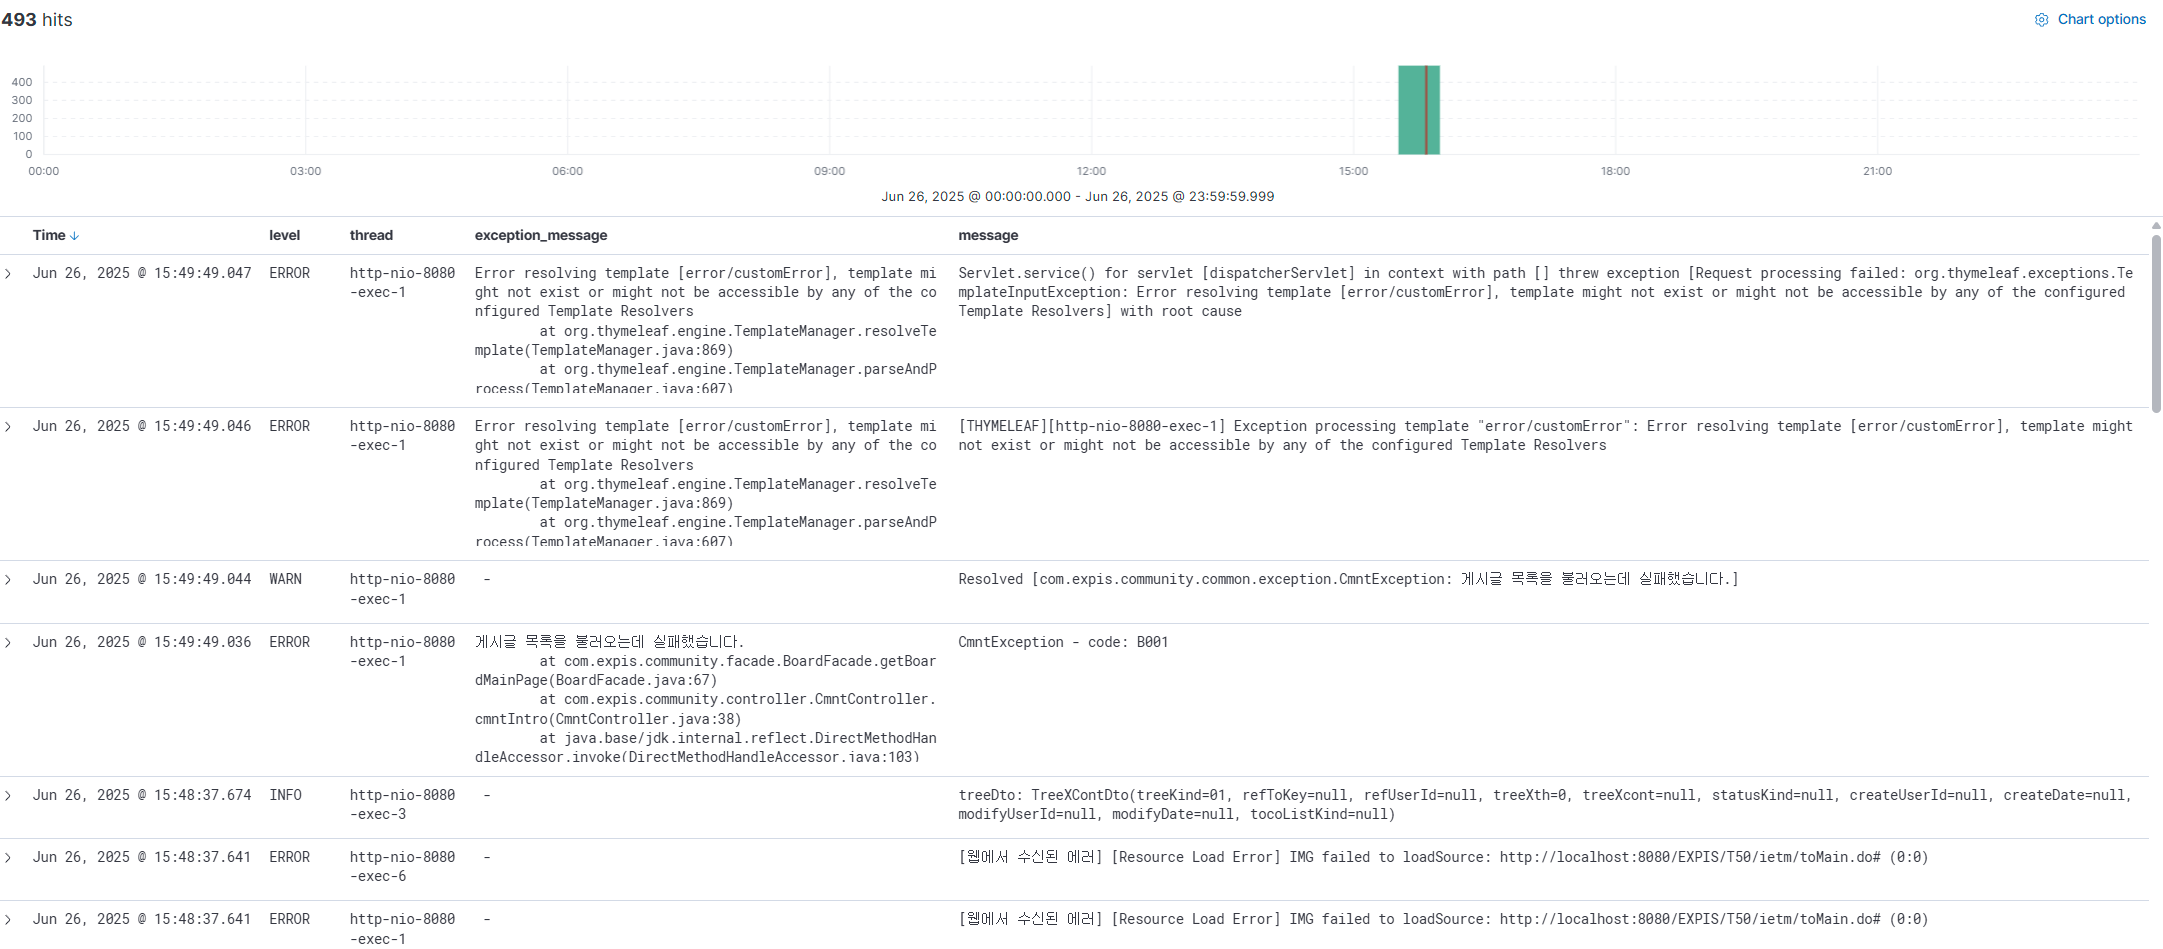 493 hits
Chart options
400
300
200
100
0
00:00 03:00 06:00 09:00 12:00 15:00 18:00 21:00
Jun 26, 2025 @ 00:00:00.000 - Jun 26, 2025 @ 23:59:59.999
Time level thread exception_message message
Jun 26, 2025 @ 15:49:49.047
ERROR
http-nio-8080
-exec-1
Error resolving template [error/customError], template mi
ght not exist or might not be accessible by any of the co
nfigured Template Resolvers
at org.thymeleaf.engine.TemplateManager.resolveTe
mplate(TemplateManager.java:869)
at org.thymeleaf.engine.TemplateManager.parseAndP
rocess(TemplateManager.java:607)
Servlet.service() for servlet [dispatcherServlet] in context with path [] threw exception [Request processing failed: org.thymeleaf.exceptions.Te
mplateInputException: Error resolving template [error/customError], template might not exist or might not be accessible by any of the configured
Template Resolvers] with root cause
Jun 26, 2025 @ 15:49:49.046
ERROR
http-nio-8080
-exec-1
Error resolving template [error/customError], template mi
ght not exist or might not be accessible by any of the co
nfigured Template Resolvers
at org.thymeleaf.engine.TemplateManager.resolveTe
mplate(TemplateManager.java:869)
at org.thymeleaf.engine.TemplateManager.parseAndP
rocess(TemplateManager.java:607)
[THYMELEAF][http-nio-8080-exec-1] Exception processing template "error/customError": Error resolving template [error/customError], template might
not exist or might not be accessible by any of the configured Template Resolvers
Jun 26, 2025 @ 15:49:49.044
WARN
http-nio-8080
-exec-1
-
Resolved [com.expis.community.common.exception.CmntException: 게시글 목록을 불러오는데 실패했습니다.]
Jun 26, 2025 @ 15:49:49.036
ERROR
http-nio-8080
-exec-1
게시글 목록을 불러오는데 실패했습니다.
at com.expis.community.facade.BoardFacade.getBoar
dMainPage(BoardFacade.java:67)
at com.expis.community.controller.CmntController.
cmntIntro(CmntController.java:38)
at java.base/jdk.internal.reflect.DirectMethodHan
dleAccessor.invoke(DirectMethodHandleAccessor.java:103)
CmntException - code: B001
Jun 26, 2025 @ 15:48:37.674
INFO
http-nio-8080
-exec-3
-
treeDto: TreeXContDto(treeKind=01, refToKey=null, refUserId=null, treeXth=0, treeXcont=null, statusKind=null, createUserId=null, createDate=null,
modifyUserId=null, modifyDate=null, tocoListKind=null)
Jun 26, 2025 @ 15:48:37.641
ERROR
http-nio-8080
-exec-6
-
[웹에서 수신된 에러] [Resource Load Error] IMG failed to loadSource: http://localhost:8080/EXPIS/T50/ietm/toMain.do# (0:0)
Jun 26, 2025 @ 15:48:37.641
ERROR
http-nio-8080
-exec-1
-
[웹에서 수신된 에러] [Resource Load Error] IMG failed to loadSource: http://localhost:8080/EXPIS/T50/ietm/toMain.do# (0:0)